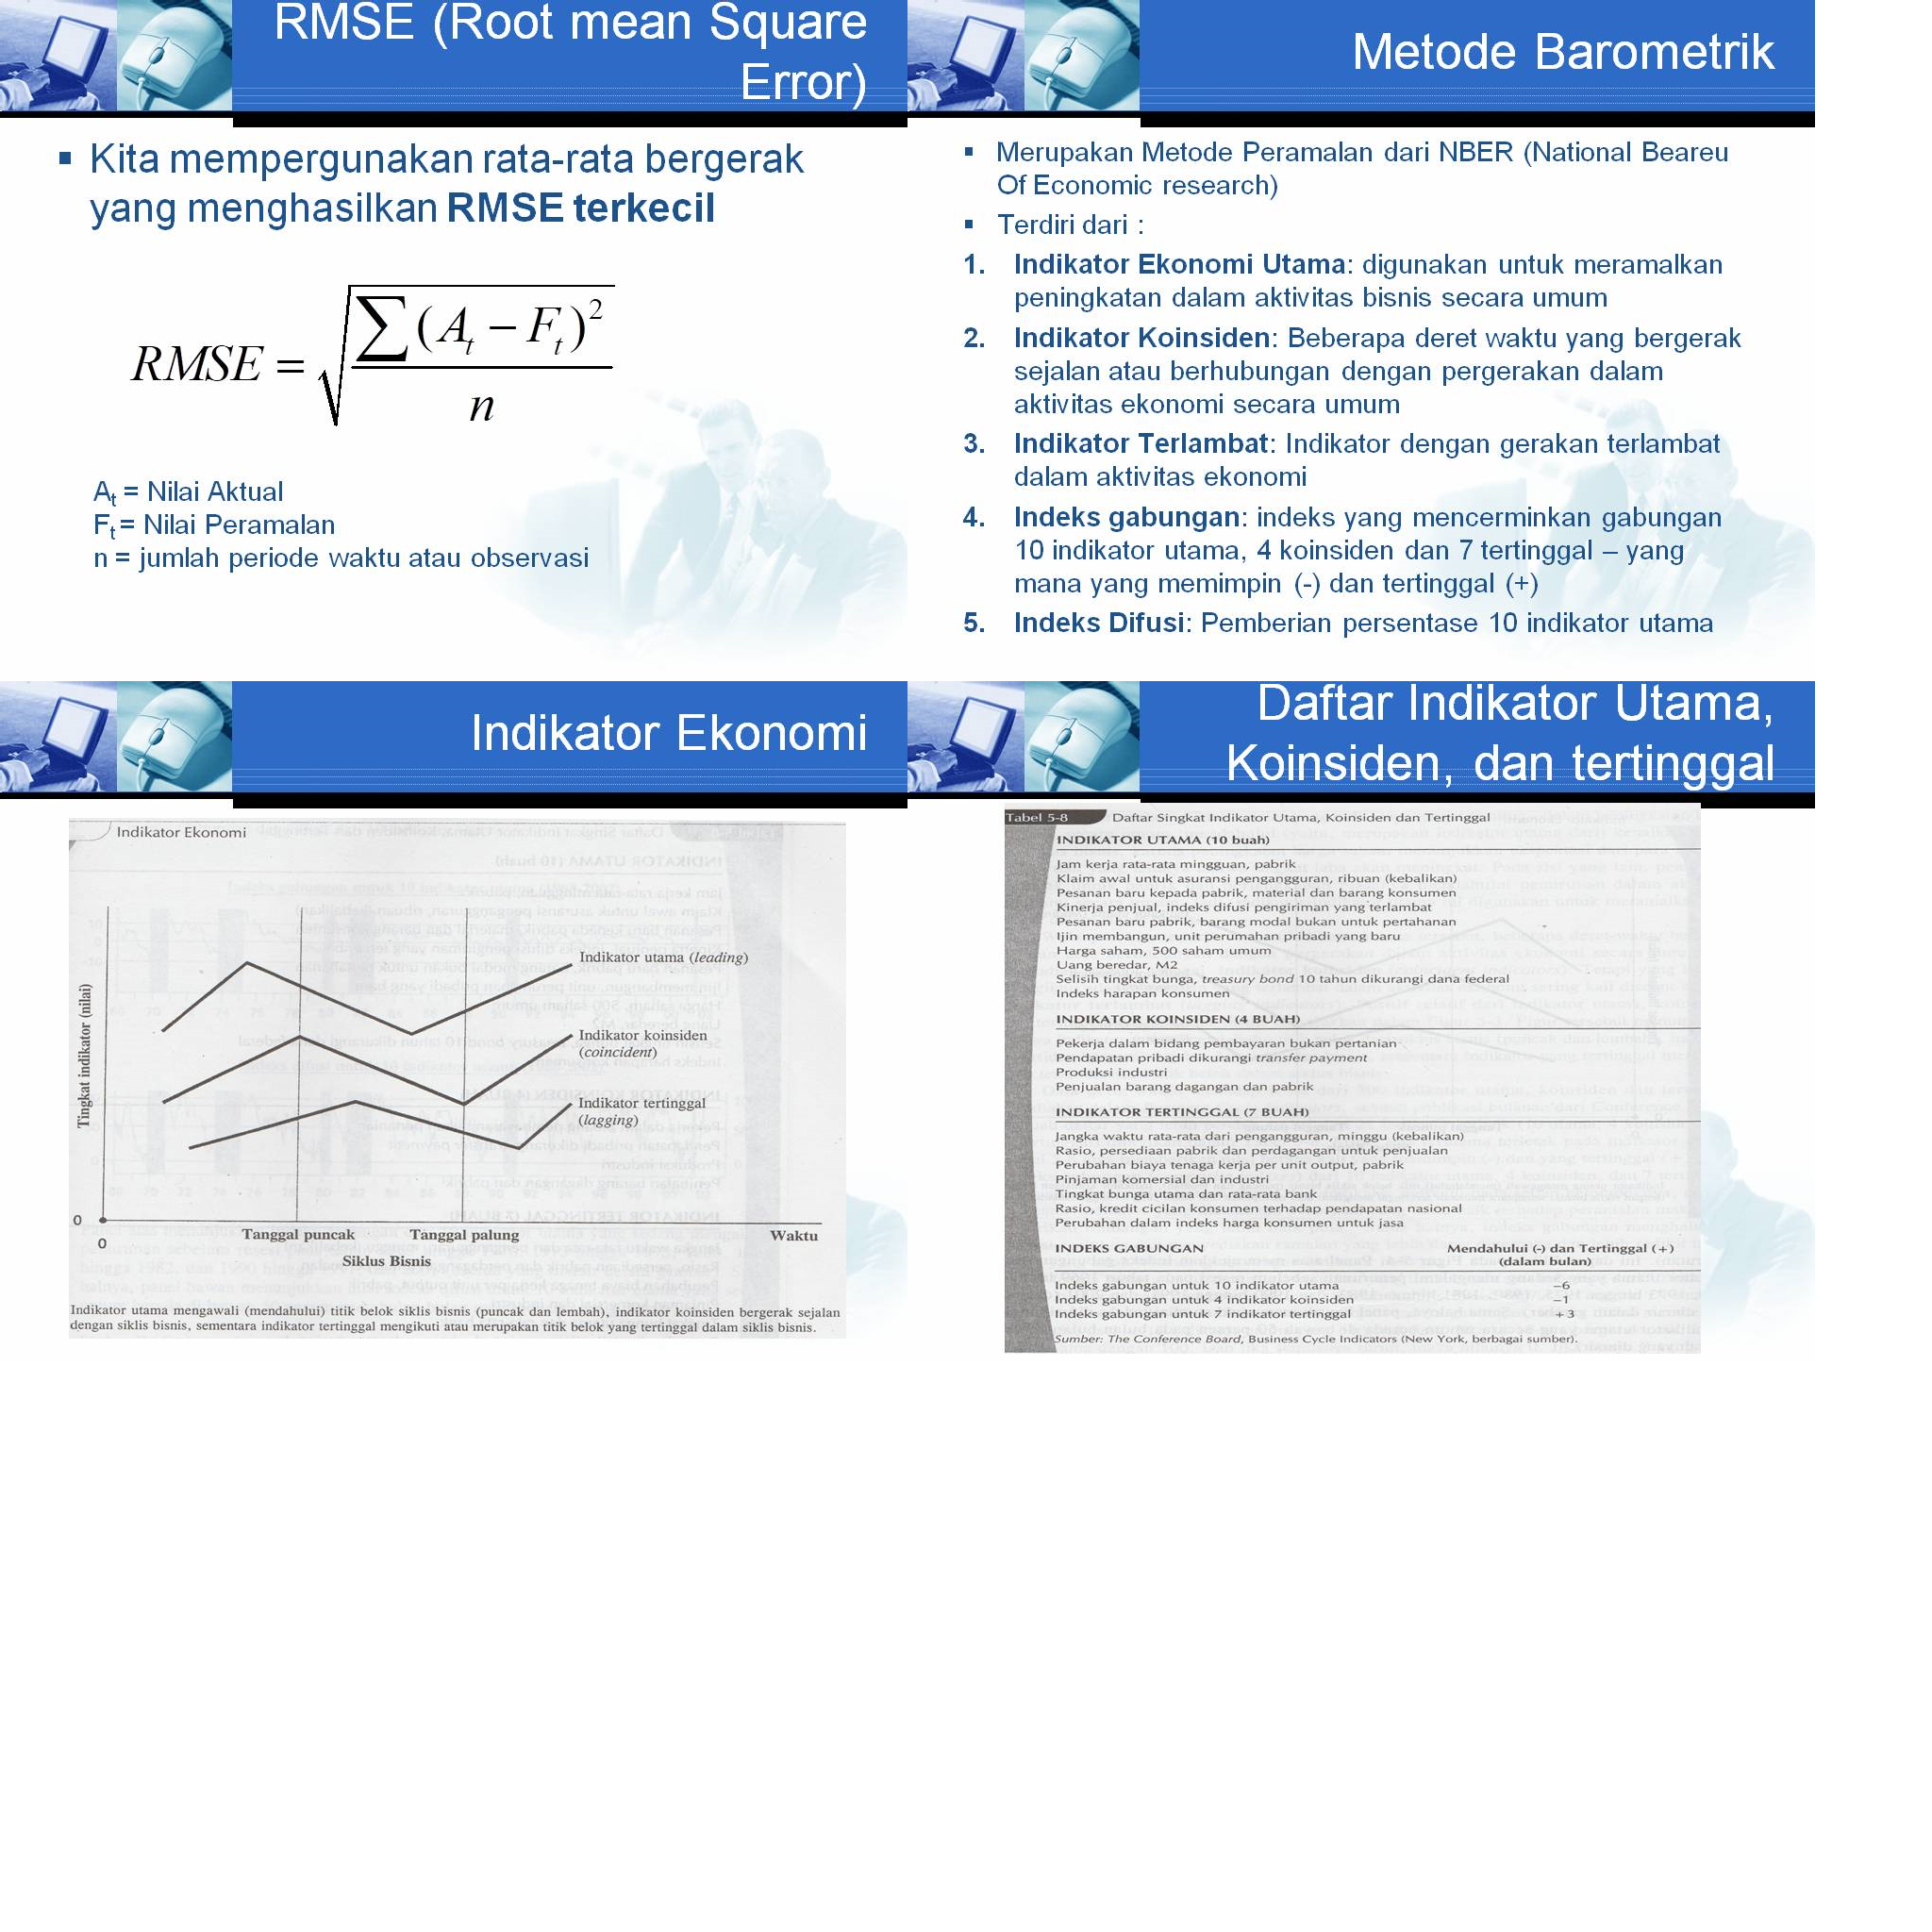 RMSE (Root mean Square
Error)
▪ Kita mempergunakan rata-rata bergerak
yang menghasilkan RMSE terkecil
RMSE = √(∑(At − Ft)² / n)
At = Nilai Aktual
Ft = Nilai Peramalan
n = jumlah periode waktu atau observasi
Metode Barometrik
▪ Merupakan Metode Peramalan dari NBER (National Beareu
Of Economic research)
▪ Terdiri dari :
1. Indikator Ekonomi Utama: digunakan untuk meramalkan
peningkatan dalam aktivitas bisnis secara umum
2. Indikator Koinsiden: Beberapa deret waktu yang bergerak
sejalan atau berhubungan dengan pergerakan dalam
aktivitas ekonomi secara umum
3. Indikator Terlambat: Indikator dengan gerakan terlambat
dalam aktivitas ekonomi
4. Indeks gabungan: indeks yang mencerminkan gabungan
10 indikator utama, 4 koinsiden dan 7 tertinggal – yang
mana yang memimpin (-) dan tertinggal (+)
5. Indeks Difusi: Pemberian persentase 10 indikator utama
Indikator Ekonomi
Indikator Ekonomi
Tingkat indikator (nilai)
Indikator utama (leading)
Indikator koinsiden
(coincident)
Indikator tertinggal
(lagging)
0
0
Tanggal puncak
Tanggal palung
Waktu
Siklus Bisnis
Indikator utama mengawali (mendahului) titik belok siklis bisnis (puncak dan lembah), indikator koinsiden bergerak sejalan
dengan siklis bisnis, sementara indikator tertinggal mengikuti atau merupakan titik belok yang tertinggal dalam siklis bisnis.
Daftar Indikator Utama,
Koinsiden, dan tertinggal
Tabel 5-8 Daftar Singkat Indikator Utama, Koinsiden dan Tertinggal
INDIKATOR UTAMA (10 buah)
Jam kerja rata-rata mingguan, pabrik
Klaim awal untuk asuransi pengangguran, ribuan (kebalikan)
Pesanan baru kepada pabrik, material dan barang konsumen
Kinerja penjual, indeks difusi pengiriman yang terlambat
Pesanan baru pabrik, barang modal bukan untuk pertahanan
Ijin membangun, unit perumahan pribadi yang baru
Harga saham, 500 saham umum
Uang beredar, M2
Selisih tingkat bunga, treasury bond 10 tahun dikurangi dana federal
Indeks harapan konsumen
INDIKATOR KOINSIDEN (4 BUAH)
Pekerja dalam bidang pembayaran bukan pertanian
Pendapatan pribadi dikurangi transfer payment
Produksi industri
Penjualan barang dagangan dan pabrik
INDIKATOR TERTINGGAL (7 BUAH)
Jangka waktu rata-rata dari pengangguran, minggu (kebalikan)
Rasio, persediaan pabrik dan perdagangan untuk penjualan
Perubahan biaya tenaga kerja per unit output, pabrik
Pinjaman komersial dan industri
Tingkat bunga utama dan rata-rata bank
Rasio, kredit cicilan konsumen terhadap pendapatan nasional
Perubahan dalam indeks harga konsumen untuk jasa
INDEKS GABUNGAN Mendahului (-) dan Tertinggal (+)
(dalam bulan)
Indeks gabungan untuk 10 indikator utama −6
Indeks gabungan untuk 4 indikator koinsiden −1
Indeks gabungan untuk 7 indikator tertinggal +3
Sumber: The Conference Board, Business Cycle Indicators (New York, berbagai sumber).